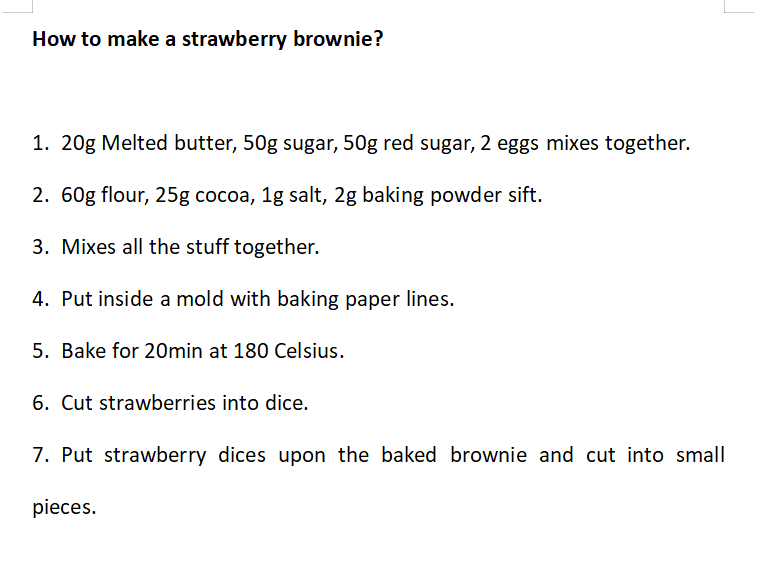 How to make a strawberry brownie?
1. 20g Melted butter, 50g sugar, 50g red sugar, 2 eggs mixes together.
2. 60g flour, 25g cocoa, 1g salt, 2g baking powder sift.
3. Mixes all the stuff together.
4. Put inside a mold with baking paper lines.
5. Bake for 20min at 180 Celsius.
6. Cut strawberries into dice.
7. Put strawberry dices upon the baked brownie and cut into small
pieces.